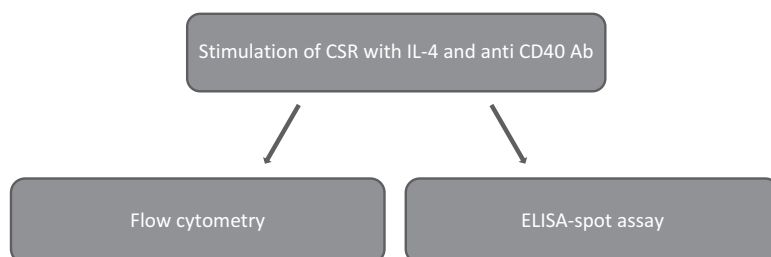 Stimulation of CSR with IL-4 and anti CD40 Ab
Flow cytometry
ELISA-spot assay